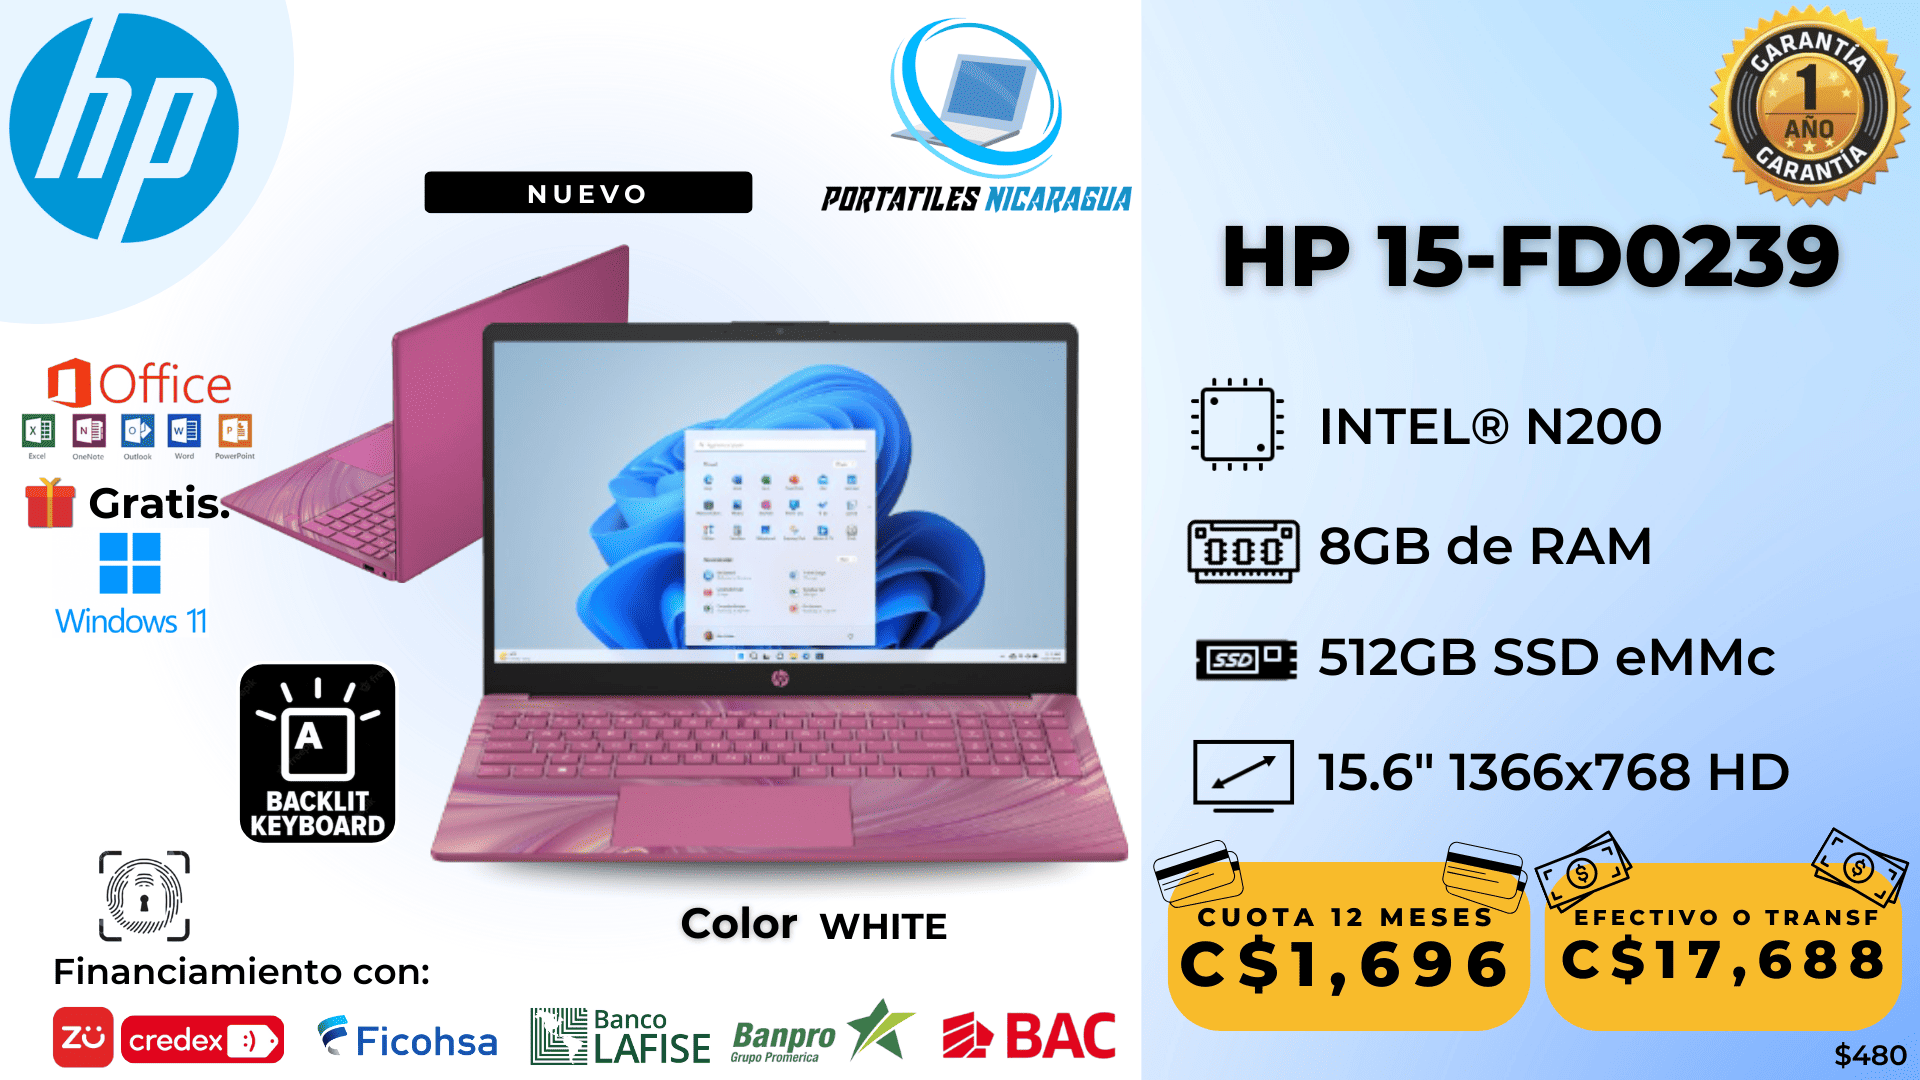 hp
NUEVO
PORTATILES NICARAGUA
Office
Excel
OneNote
Outlook
Word
PowerPoint
Gratis.
Windows 11
A
BACKLIT
KEYBOARD
Color WHITE
Financiamiento con:
ZU
credex :)
Ficohsa
Banco
LAFISE
Banpro
Grupo Promerica
BAC
GARANTÍA
1
AÑO
GARANTÍA
HP 15-FD0239
INTEL® N200
8GB de RAM
SSD
512GB SSD eMMc
15.6" 1366x768 HD
CUOTA 12 MESES
C$1,696
EFECTIVO O TRANSF
C$17,688
$480